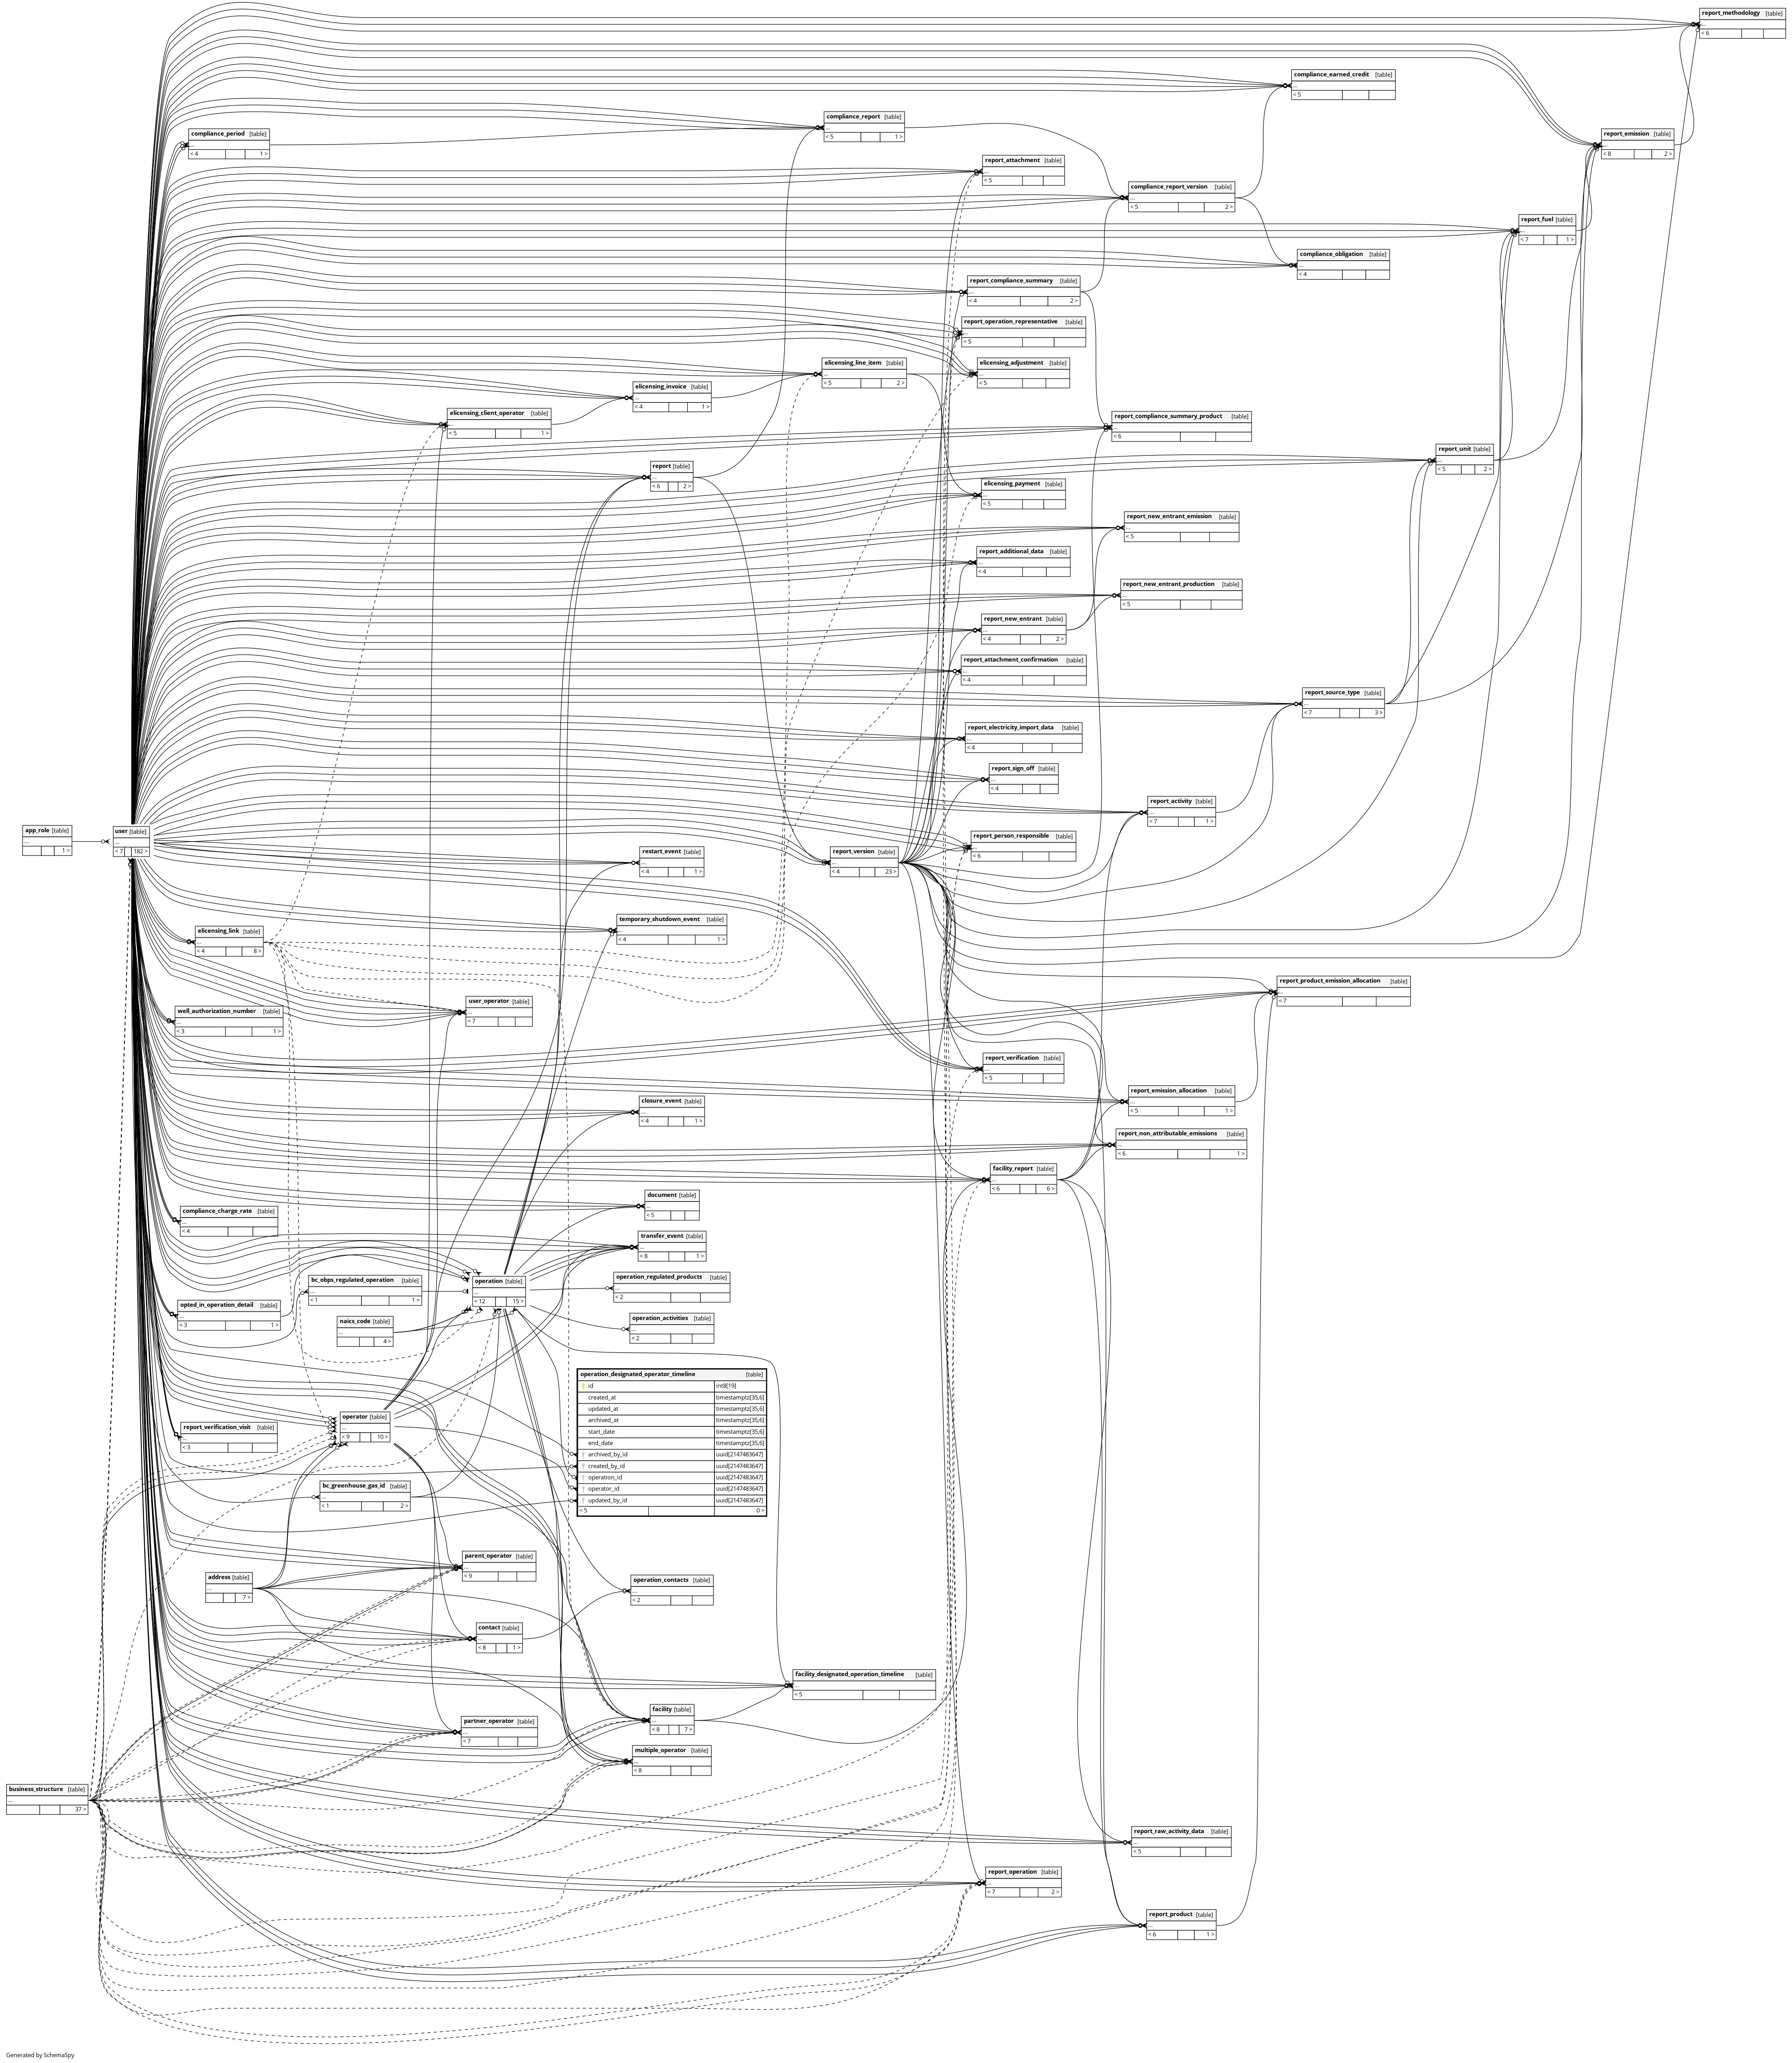 report_methodology [table]
...
< 6
compliance_earned_credit [table]
...
< 5
compliance_report [table]
...
< 5 1 >
compliance_period [table]
...
< 4 1 >
report_emission [table]
...
< 8 2 >
report_attachment [table]
...
< 5
compliance_report_version [table]
...
< 5 2 >
report_fuel [table]
...
< 7 1 >
compliance_obligation [table]
...
< 4
report_compliance_summary [table]
...
< 4 2 >
report_operation_representative [table]
...
< 5
elicensing_line_item [table]
...
< 5 2 >
elicensing_adjustment [table]
...
< 5
elicensing_invoice [table]
...
< 4 1 >
elicensing_client_operator [table]
...
< 5 1 >
report_compliance_summary_product [table]
...
< 6
report_unit [table]
...
< 5 2 >
report [table]
...
< 6 2 >
elicensing_payment [table]
...
< 5
report_new_entrant_emission [table]
...
< 5
report_additional_data [table]
...
< 4
report_new_entrant_production [table]
...
< 5
report_new_entrant [table]
...
< 4 2 >
report_attachment_confirmation [table]
...
< 4
report_source_type [table]
...
< 7 3 >
report_electricity_import_data [table]
...
< 4
report_sign_off [table]
...
< 4
report_activity [table]
...
< 7 1 >
app_role [table]
...
1 >
user [table]
...
< 7 182 >
report_person_responsible [table]
...
< 6
restart_event [table]
...
< 4 1 >
report_version [table]
...
< 4 23 >
temporary_shutdown_event [table]
...
< 4 1 >
elicensing_link [table]
...
< 4 8 >
report_product_emission_allocation [table]
...
< 7
user_operator [table]
...
< 7
well_authorization_number [table]
...
< 3 1 >
report_verification [table]
...
< 5
report_emission_allocation [table]
...
< 5 1 >
closure_event [table]
...
< 4 1 >
report_non_attributable_emissions [table]
...
< 6 1 >
facility_report [table]
...
< 6 6 >
document [table]
...
< 5
compliance_charge_rate [table]
...
< 4
transfer_event [table]
...
< 8 1 >
bc_obps_regulated_operation [table]
...
< 1 1 >
operation [table]
...
< 12 15 >
operation_regulated_products [table]
...
< 2
opted_in_operation_detail [table]
...
< 3 1 >
naics_code [table]
...
4 >
operation_activities [table]
...
< 2
operation_designated_operator_timeline [table]
id int8[19]
created_at timestamptz[35,6]
updated_at timestamptz[35,6]
archived_at timestamptz[35,6]
start_date timestamptz[35,6]
end_date timestamptz[35,6]
archived_by_id uuid[2147483647]
created_by_id uuid[2147483647]
operation_id uuid[2147483647]
operator_id uuid[2147483647]
updated_by_id uuid[2147483647]
< 5 0 >
operator [table]
...
< 9 10 >
report_verification_visit [table]
...
< 3
bc_greenhouse_gas_id [table]
...
< 1 2 >
parent_operator [table]
...
< 9
address [table]
...
7 >
operation_contacts [table]
...
< 2
contact [table]
...
< 8 1 >
facility_designated_operation_timeline [table]
...
< 5
facility [table]
...
< 8 7 >
partner_operator [table]
...
< 7
multiple_operator [table]
...
< 8
business_structure [table]
...
37 >
report_raw_activity_data [table]
...
< 5
report_operation [table]
...
< 7 2 >
report_product [table]
...
< 6 1 >
Generated by SchemaSpy